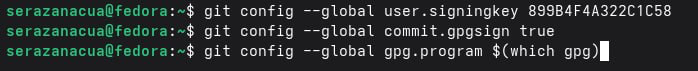 serazanacua@fedora:~$ git config --global user.signingkey 899B4F4A322C1C58
serazanacua@fedora:~$ git config --global commit.gpgsign true
serazanacua@fedora:~$ git config --global gpg.program $(which gpg)